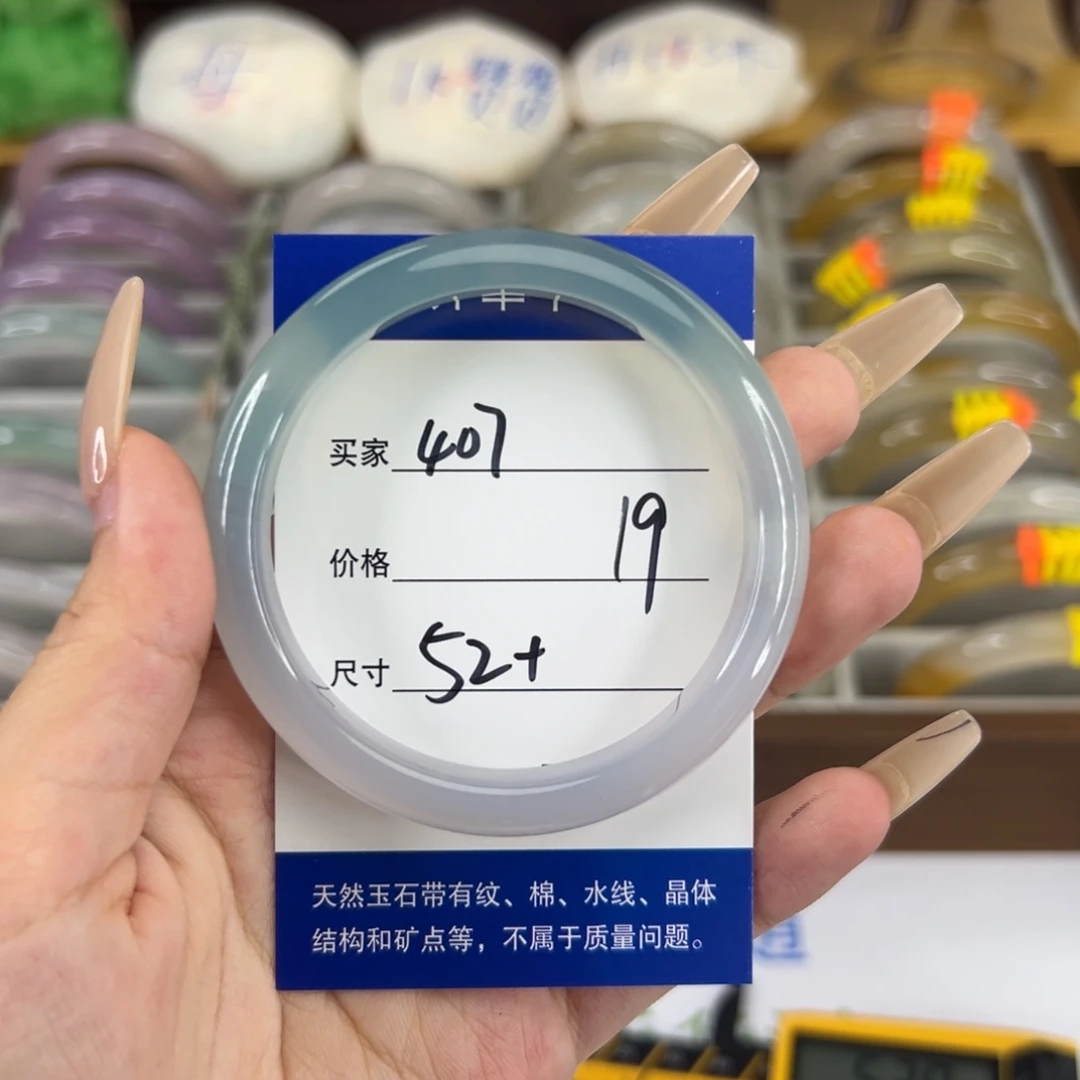 买家 407
价格 19
尺寸 52+
天然玉石带有纹、棉、水线、晶体
结构和矿点等，不属于质量问题。